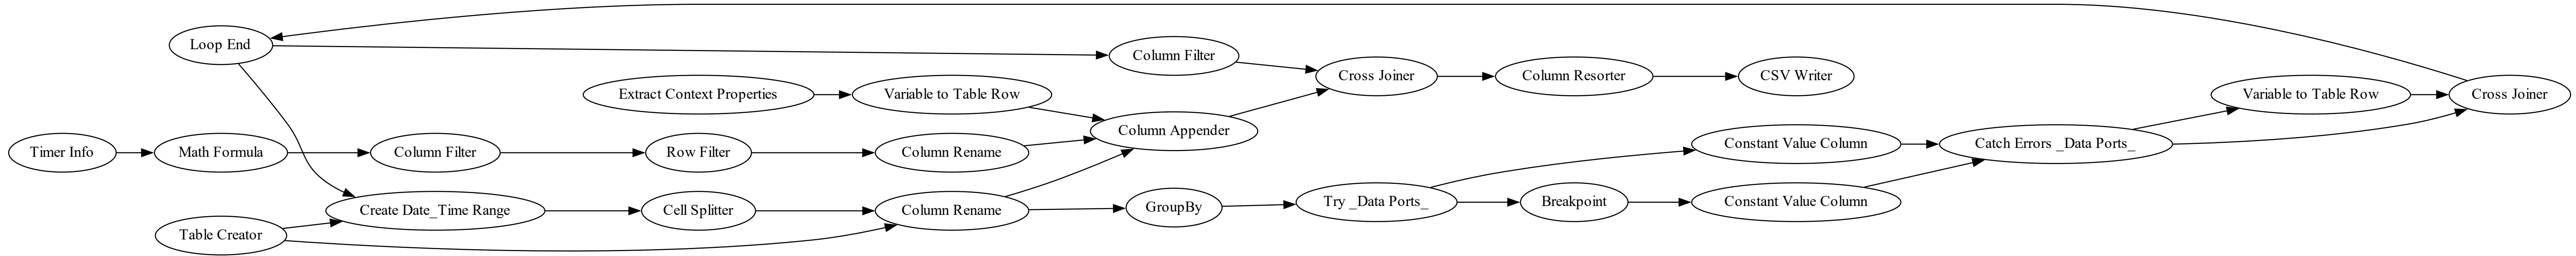 Loop End
Column Filter
Cross Joiner
Column Resorter
CSV Writer
Extract Context Properties
Variable to Table Row
Variable to Table Row
Cross Joiner
Column Appender
Timer Info
Math Formula
Column Filter
Row Filter
Column Rename
Constant Value Column
Catch Errors _Data Ports_
Create Date_Time Range
Cell Splitter
Column Rename
GroupBy
Try _Data Ports_
Breakpoint
Constant Value Column
Table Creator